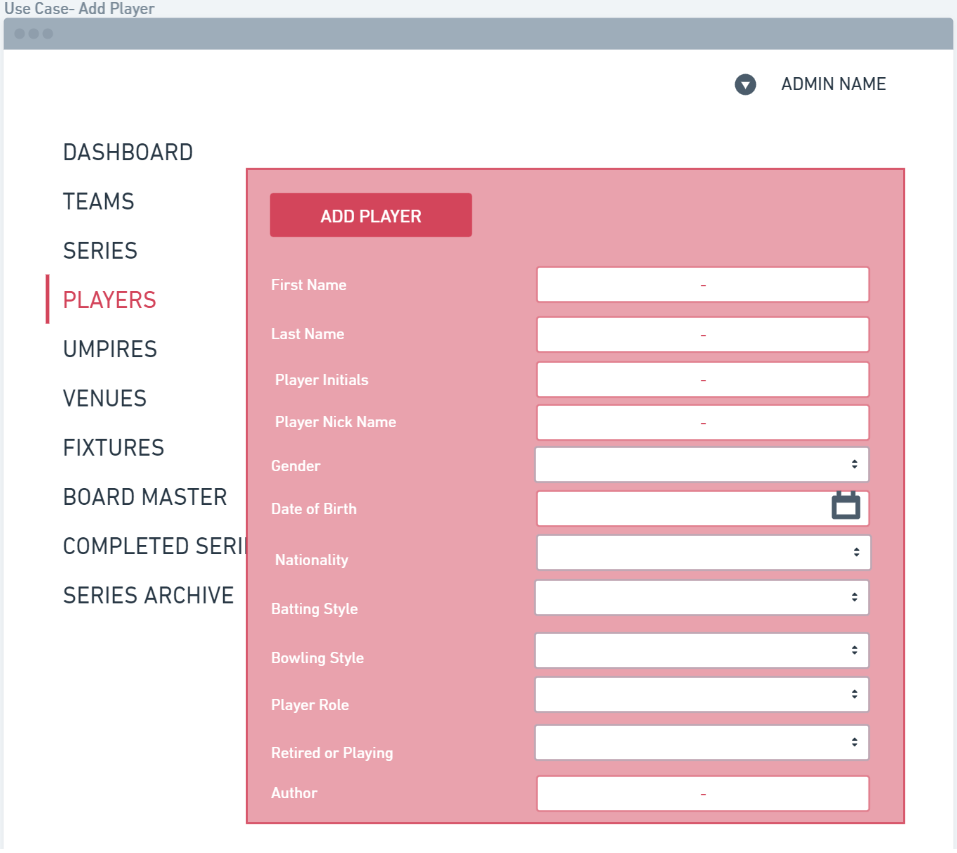 Use Case- Add Player
ADMIN NAME
DASHBOARD
TEAMS
SERIES
PLAYERS
UMPIRES
VENUES
FIXTURES
BOARD MASTER
COMPLETED SERI
SERIES ARCHIVE
ADD PLAYER
First Name -
Last Name -
Player Initials -
Player Nick Name -
Gender
Date of Birth
Nationality
Batting Style
Bowling Style
Player Role
Retired or Playing
Author -